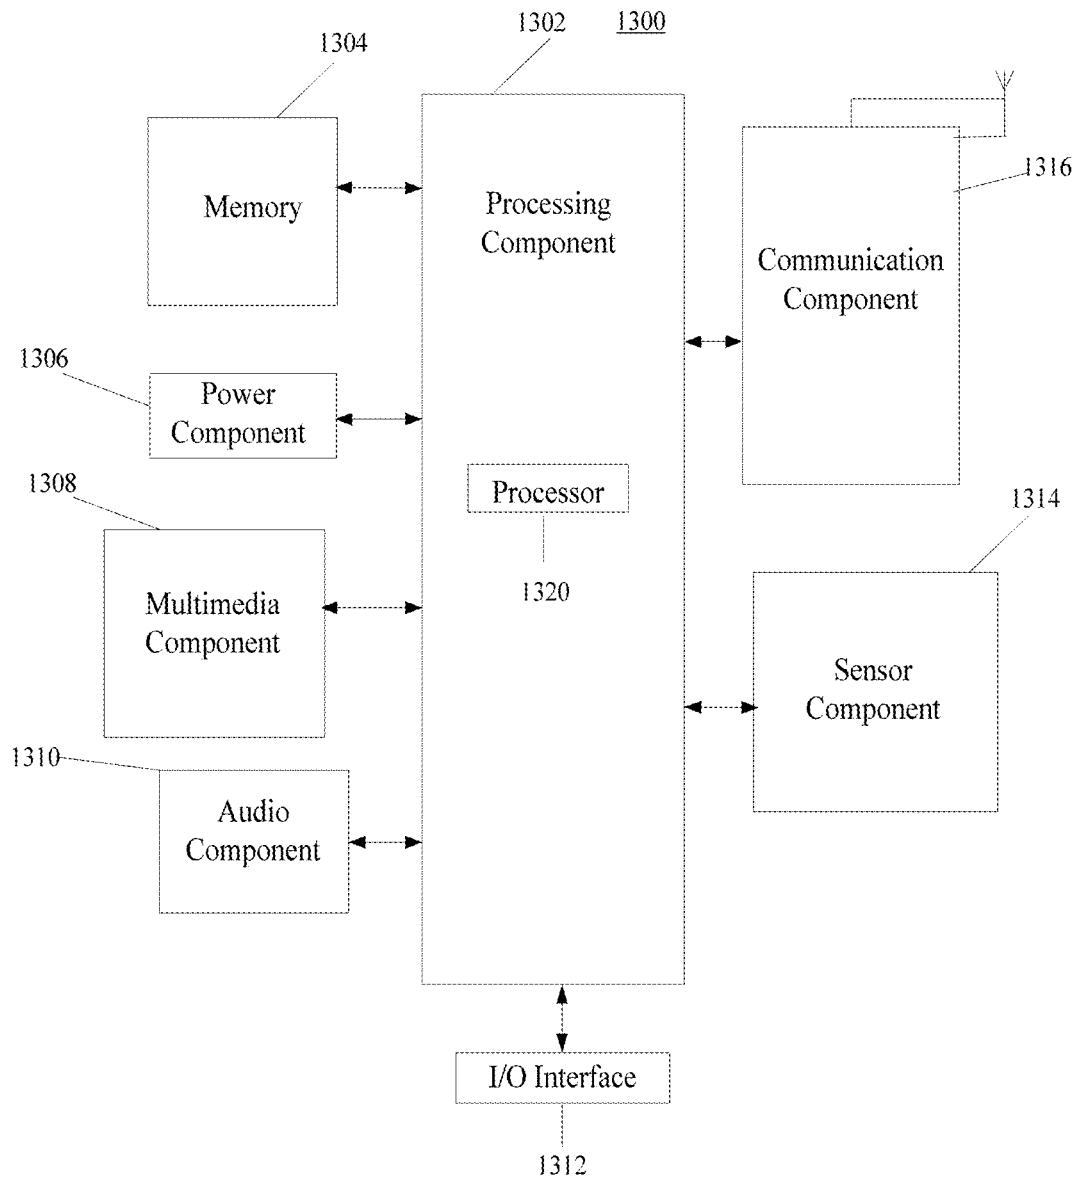 1302
1300
1304
1316
Memory
Processing
Component
Communication
Component
1306
Power
Component
1308
Processor
1314
1320
Multimedia
Component
Sensor
Component
1310
Audio
Component
I/O Interface
1312